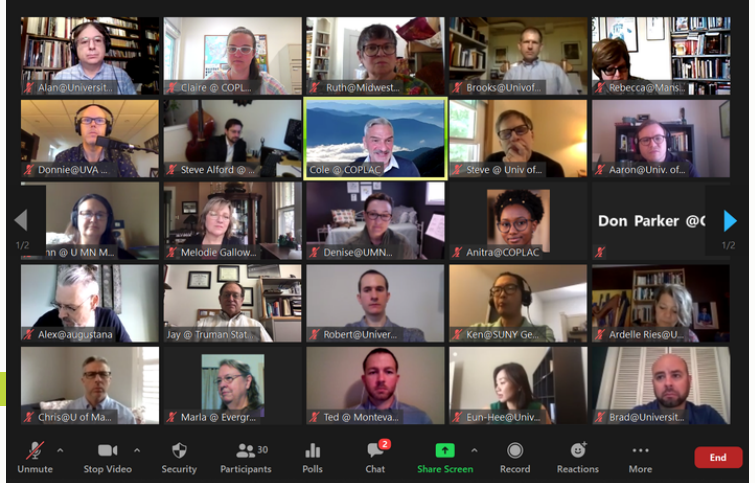 Alan@Universit...
Claire @ COPL...
Ruth@Midwest...
Brooks@Univof...
Rebecca@Mans...
Donnie@UVA ...
Steve Alford @ ...
Cole @ COPLAC
Steve @ Univ of...
Aaron@Univ. of...
1/2
nn @ U MN M...
Melodie Gallow...
Denise@UMN...
Anitra@COPLAC
Don Parker @C
1/2
Alex@augustana
Jay @ Truman Stat...
Robert@Univer...
Ken@SUNY Ge...
Ardelle Ries@U...
Chris@U of Ma...
Marla @ Evergr...
Ted @ Monteva...
Eun-Hee@Univ...
Brad@Universit...
30
2
Unmute
Stop Video
Security
Participants
Polls
Chat
Share Screen
Record
Reactions
More
End